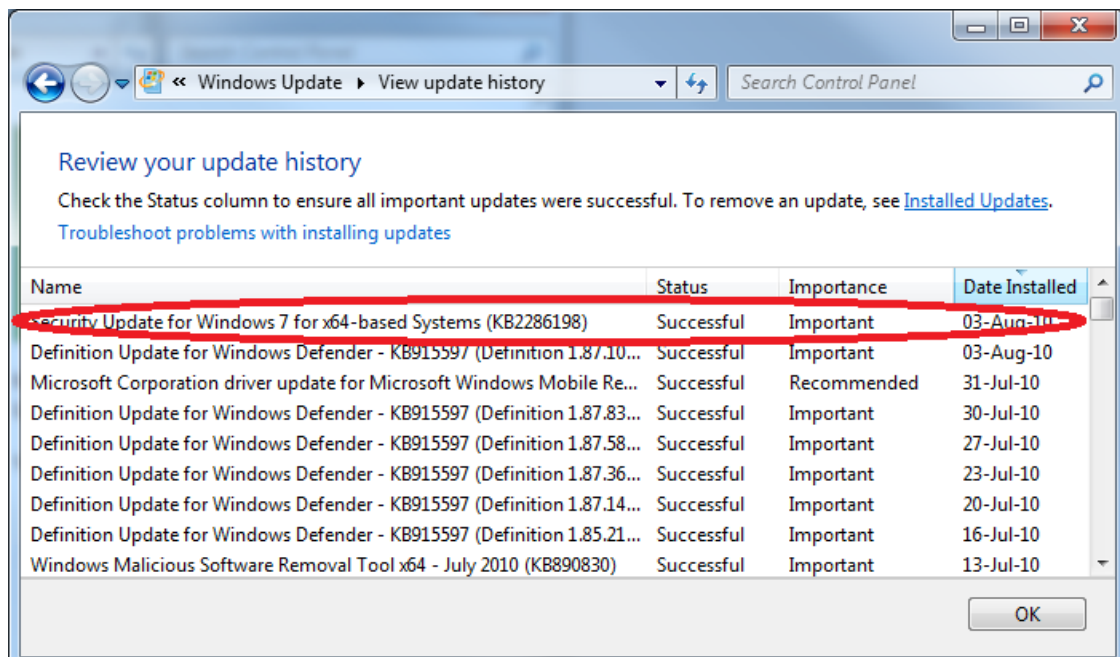 « Windows Update ▸ View update history
Search Control Panel
Review your update history
Check the Status column to ensure all important updates were successful. To remove an update, see Installed Updates.
Troubleshoot problems with installing updates
Name Status Importance Date Installed
Security Update for Windows 7 for x64-based Systems (KB2286198) Successful Important 03-Aug-10
Definition Update for Windows Defender - KB915597 (Definition 1.87.10... Successful Important 03-Aug-10
Microsoft Corporation driver update for Microsoft Windows Mobile Re... Successful Recommended 31-Jul-10
Definition Update for Windows Defender - KB915597 (Definition 1.87.83... Successful Important 30-Jul-10
Definition Update for Windows Defender - KB915597 (Definition 1.87.58... Successful Important 27-Jul-10
Definition Update for Windows Defender - KB915597 (Definition 1.87.36... Successful Important 23-Jul-10
Definition Update for Windows Defender - KB915597 (Definition 1.87.14... Successful Important 20-Jul-10
Definition Update for Windows Defender - KB915597 (Definition 1.85.21... Successful Important 16-Jul-10
Windows Malicious Software Removal Tool x64 - July 2010 (KB890830) Successful Important 13-Jul-10
OK